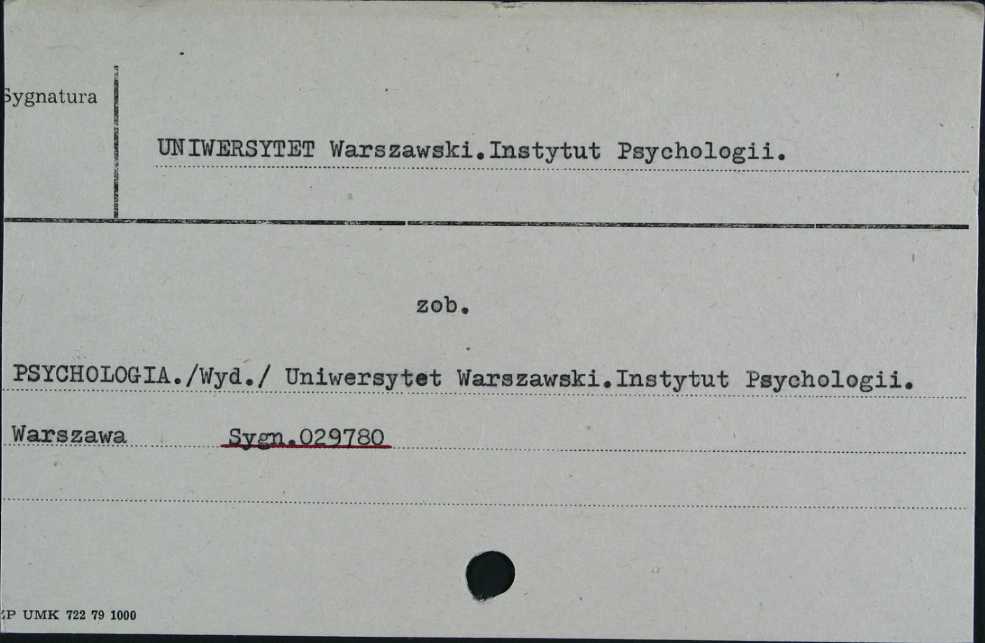 Sygnatura
UNIWERSYTET Warszawski.Instytut Psychologii.
zob.
PSYCHOLOGIA./Wyd./ Uniwersytet Warszawski.Instytut Psychologii.
Warszawa Sygn.029780
UMK 722 79 1000